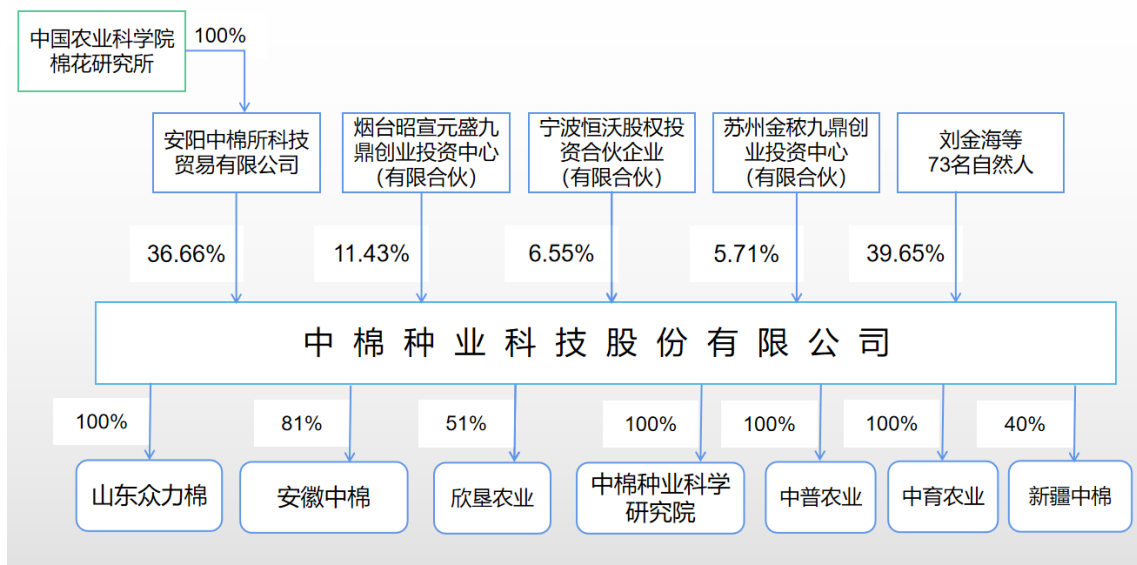 中国农业科学院
棉花研究所
100%
安阳中棉所科技
贸易有限公司
烟台昭宣元盛九
鼎创业投资中心
（有限合伙）
宁波恒沃股权投
资合伙企业
（有限合伙）
苏州金秾九鼎创
业投资中心
（有限合伙）
刘金海等
73名自然人
36.66%
11.43%
6.55%
5.71%
39.65%
中棉种业科技股份有限公司
100%
81%
51%
100%
100%
100%
40%
山东众力棉
安徽中棉
欣垦农业
中棉种业科学
研究院
中普农业
中育农业
新疆中棉